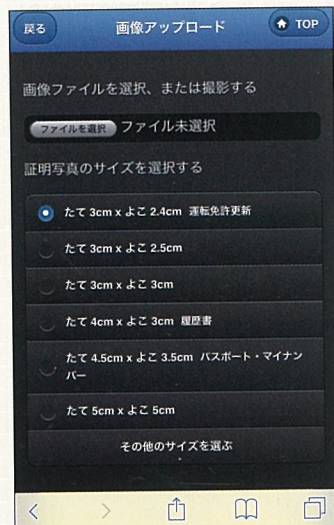 戻る
画像アップロード
TOP
画像ファイルを選択、または撮影する
ファイルを選択 ファイル未選択
証明写真のサイズを選択する
たて 3cm x よこ 2.4cm 運転免許更新
たて 3cm x よこ 2.5cm
たて 3cm x よこ 3cm
たて 4cm x よこ 3cm 履歴書
たて 4.5cm x よこ 3.5cm パスポート・マイナン
バー
たて 5cm x よこ 5cm
その他のサイズを選ぶ